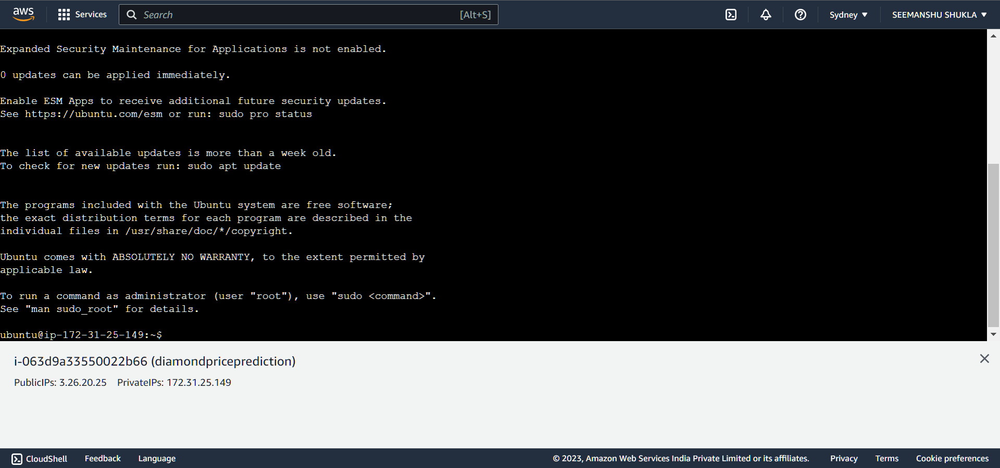 aws
Services
Search [Alt+S]
Sydney
SEEMANSHU SHUKLA
Expanded Security Maintenance for Applications is not enabled.
0 updates can be applied immediately.
Enable ESM Apps to receive additional future security updates.
See https://ubuntu.com/esm or run: sudo pro status
The list of available updates is more than a week old.
To check for new updates run: sudo apt update
The programs included with the Ubuntu system are free software;
the exact distribution terms for each program are described in the
individual files in /usr/share/doc/*/copyright.
Ubuntu comes with ABSOLUTELY NO WARRANTY, to the extent permitted by
applicable law.
To run a command as administrator (user "root"), use "sudo <command>".
See "man sudo_root" for details.
ubuntu@ip-172-31-25-149:~$
i-063d9a33550022b66 (diamondpriceprediction)
PublicIPs: 3.26.20.25 PrivateIPs: 172.31.25.149
CloudShell Feedback Language © 2023, Amazon Web Services India Private Limited or its affiliates. Privacy Terms Cookie preferences